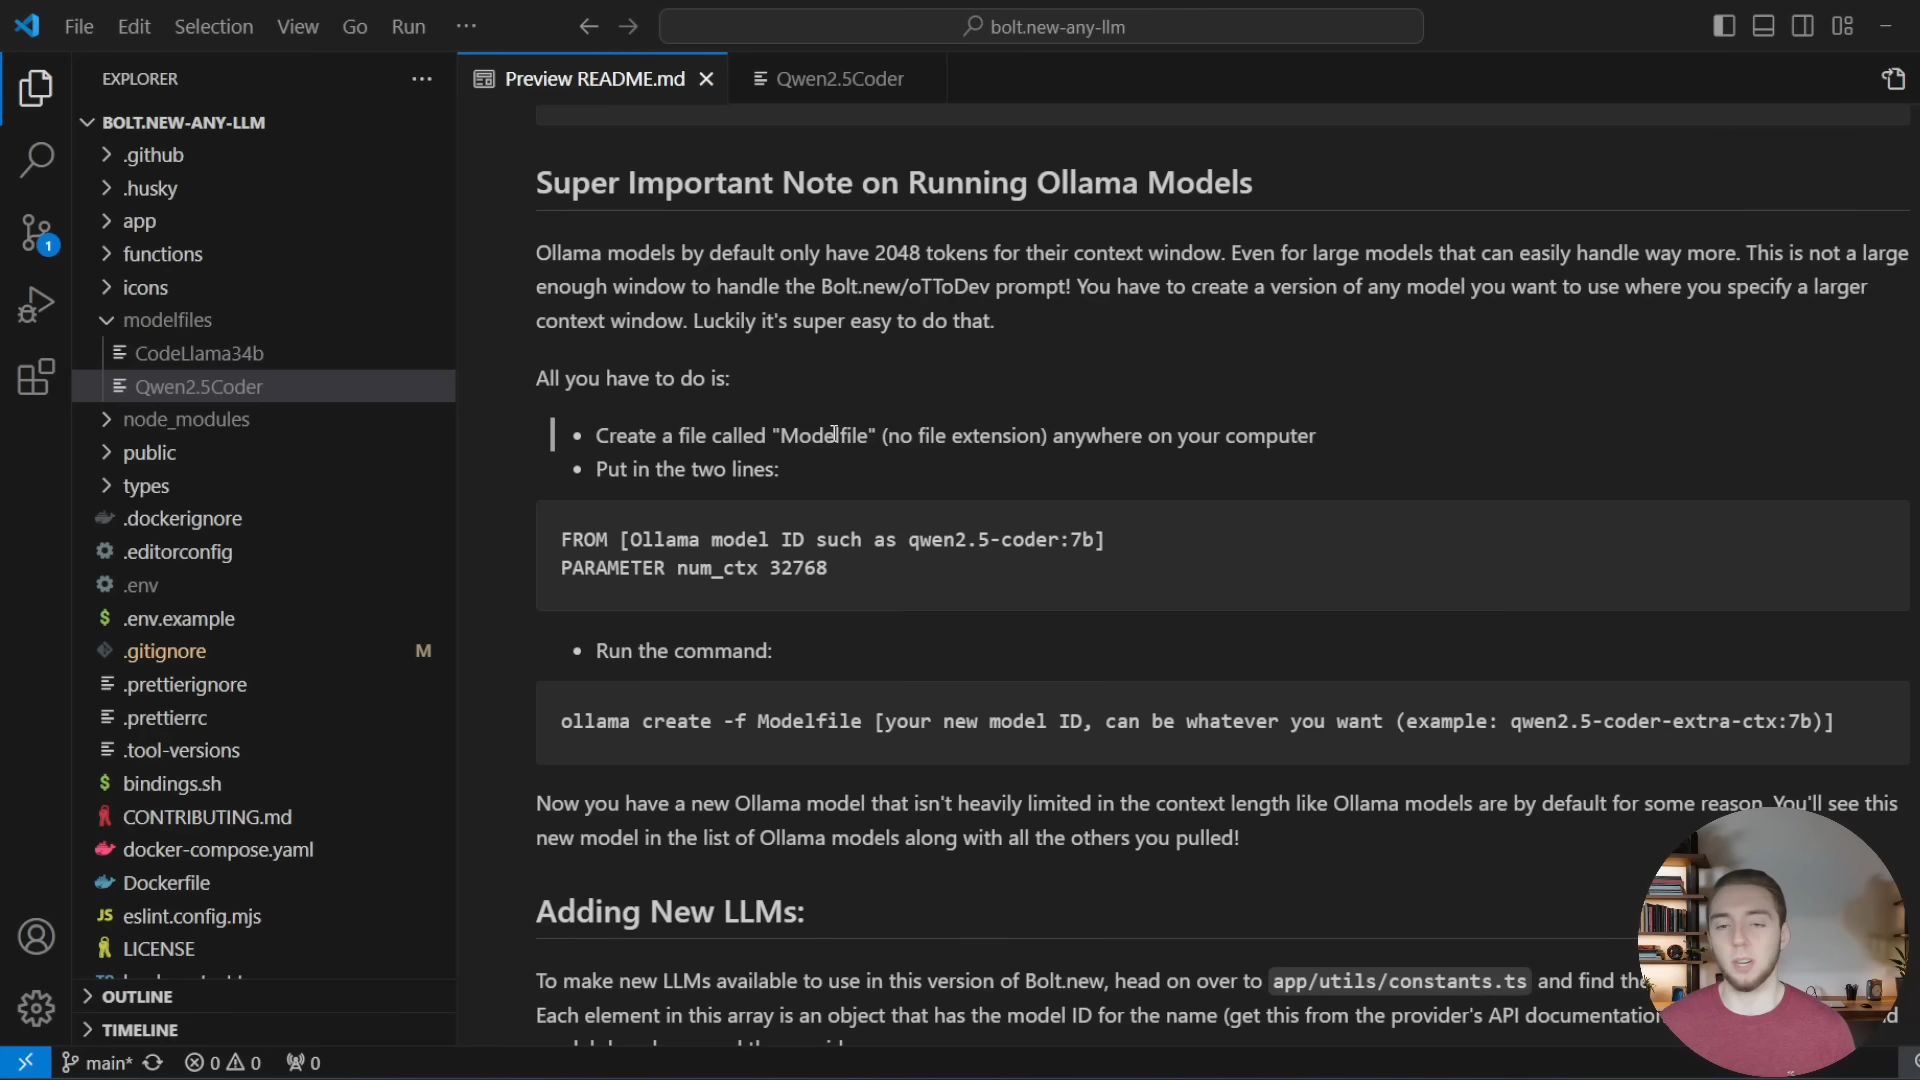 File Edit Selection View Go Run ···
bolt.new-any-llm
EXPLORER
Preview README.md
Qwen2.5Coder
BOLT.NEW-ANY-LLM
.github
.husky
app
functions
icons
modelfiles
CodeLlama34b
Qwen2.5Coder
node_modules
public
types
.dockerignore
.editorconfig
.env
$ .env.example
.gitignore M
.prettierignore
.prettierrc
.tool-versions
$ bindings.sh
CONTRIBUTING.md
docker-compose.yaml
Dockerfile
JS eslint.config.mjs
LICENSE
OUTLINE
TIMELINE
Super Important Note on Running Ollama Models
Ollama models by default only have 2048 tokens for their context window. Even for large models that can easily handle way more. This is not a large
enough window to handle the Bolt.new/oTToDev prompt! You have to create a version of any model you want to use where you specify a larger
context window. Luckily it's super easy to do that.
All you have to do is:
• Create a file called "Modelfile" (no file extension) anywhere on your computer
• Put in the two lines:
FROM [Ollama model ID such as qwen2.5-coder:7b]
PARAMETER num_ctx 32768
• Run the command:
ollama create -f Modelfile [your new model ID, can be whatever you want (example: qwen2.5-coder-extra-ctx:7b)]
Now you have a new Ollama model that isn't heavily limited in the context length like Ollama models are by default for some reason. You'll see this
new model in the list of Ollama models along with all the others you pulled!
Adding New LLMs:
To make new LLMs available to use in this version of Bolt.new, head on over to app/utils/constants.ts and find the
Each element in this array is an object that has the model ID for the name (get this from the provider's API documentation
1
main* 0 0 0